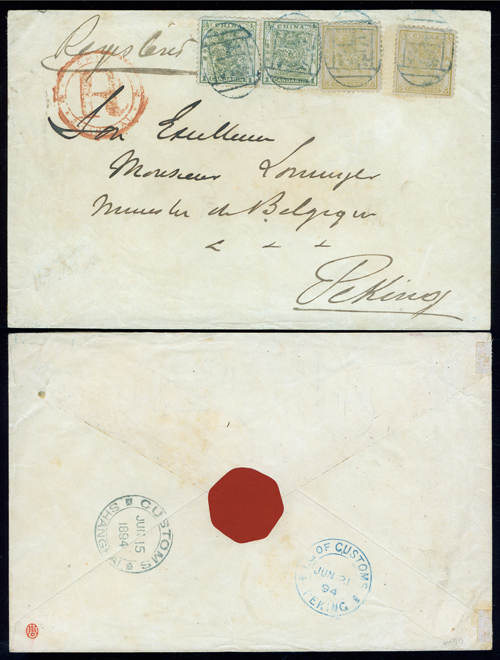 Registered
CHINA
CHINA
R
Son Excellence
Monsieur Loumyer
Ministre de Belgique
Peking
CUSTOMS
JUN 15
1894
SHANGHAI
OF CUSTOMS
JUN 21
94
PEKING